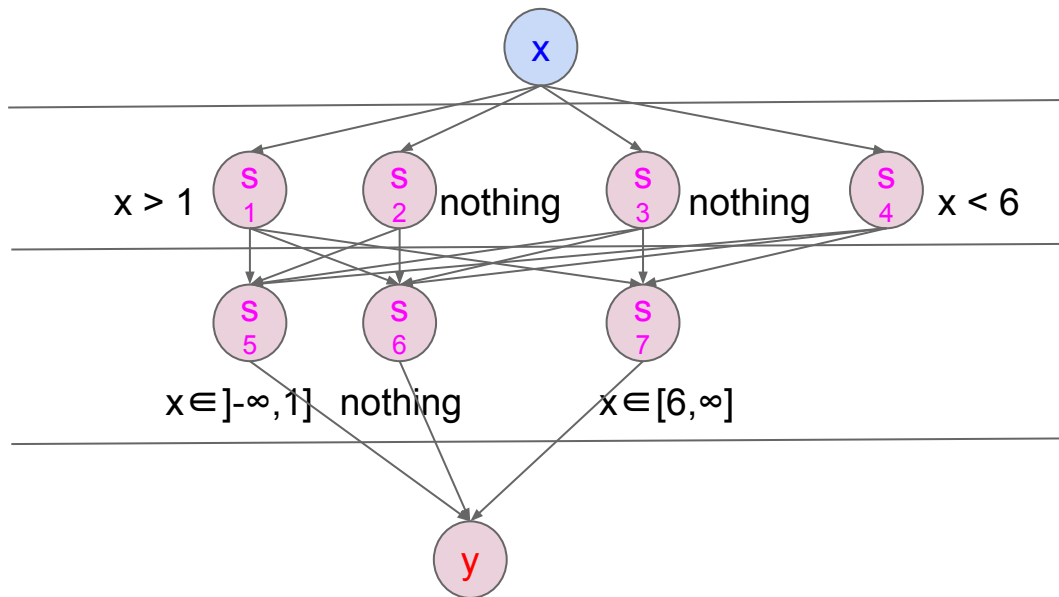 x
s
1
s
2
s
3
s
4
x > 1
nothing
nothing
x < 6
s
5
s
6
s
7
x∈]-∞,1]
nothing
x∈[6,∞]
y